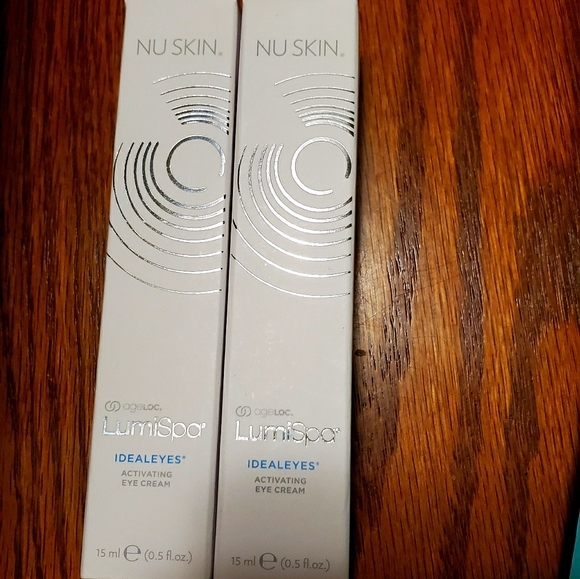 NU SKIN®
ageLOC®
LumiSpa®
IDEALEYES®
ACTIVATING
EYE CREAM
15 ml ℮ (0.5 fl.oz.)
NU SKIN®
ageLOC®
LumiSpa®
IDEALEYES®
ACTIVATING
EYE CREAM
15 ml ℮ (0.5 fl.oz.)